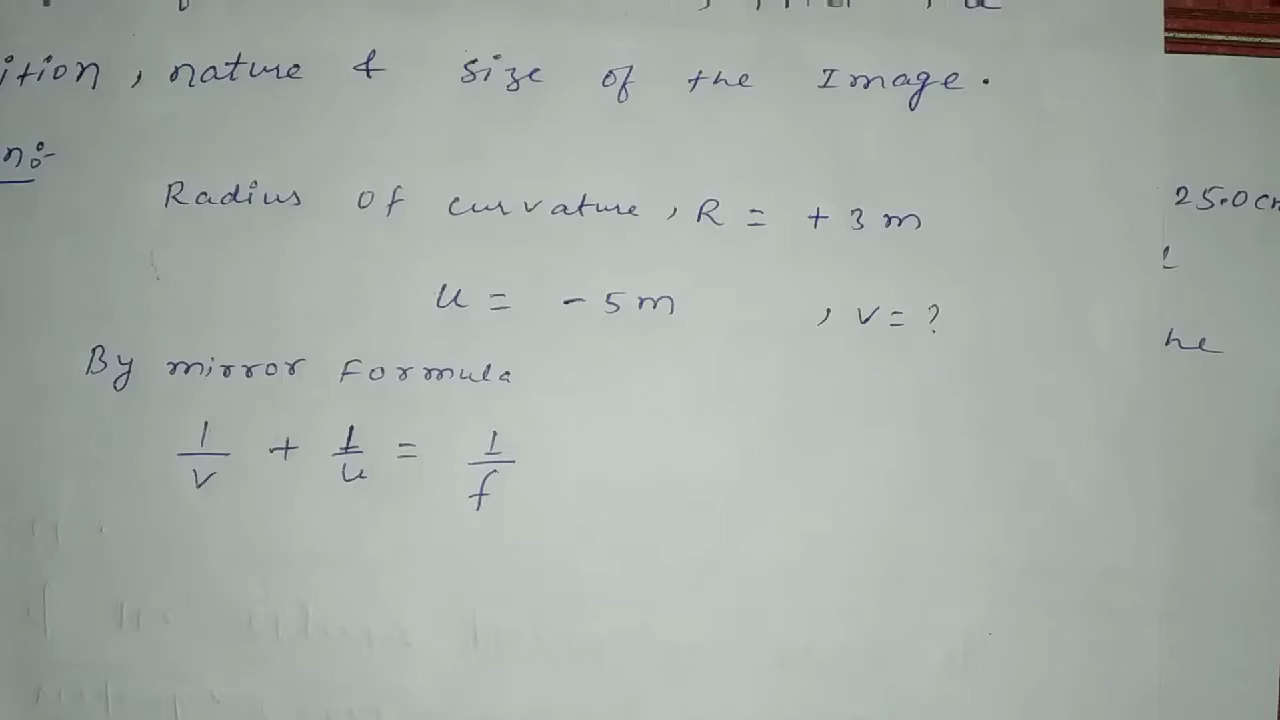 ition, nature & size of the Image.
n:-
Radius of curvature, R = + 3 m
u = - 5 m , v = ?
By mirror Formula
1/v + 1/u = 1/f
25.0 cm
he